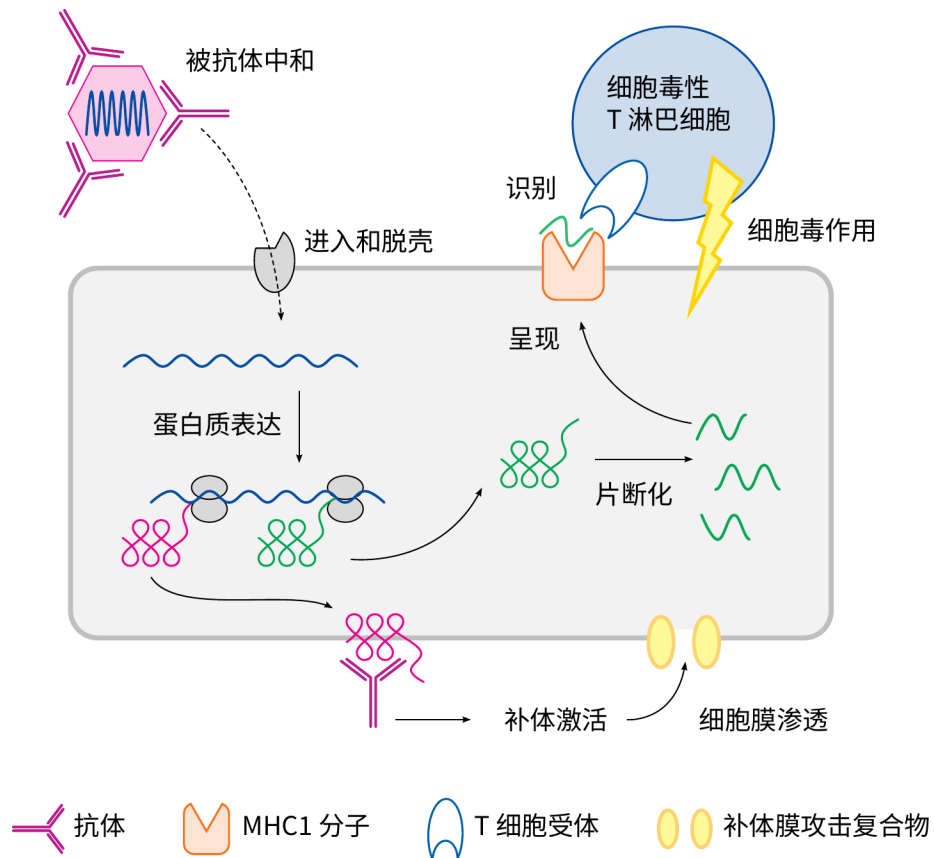 被抗体中和
细胞毒性
T 淋巴细胞
识别
细胞毒作用
进入和脱壳
呈现
蛋白质表达
片断化
补体激活
细胞膜渗透
抗体
MHC1 分子
T 细胞受体
补体膜攻击复合物